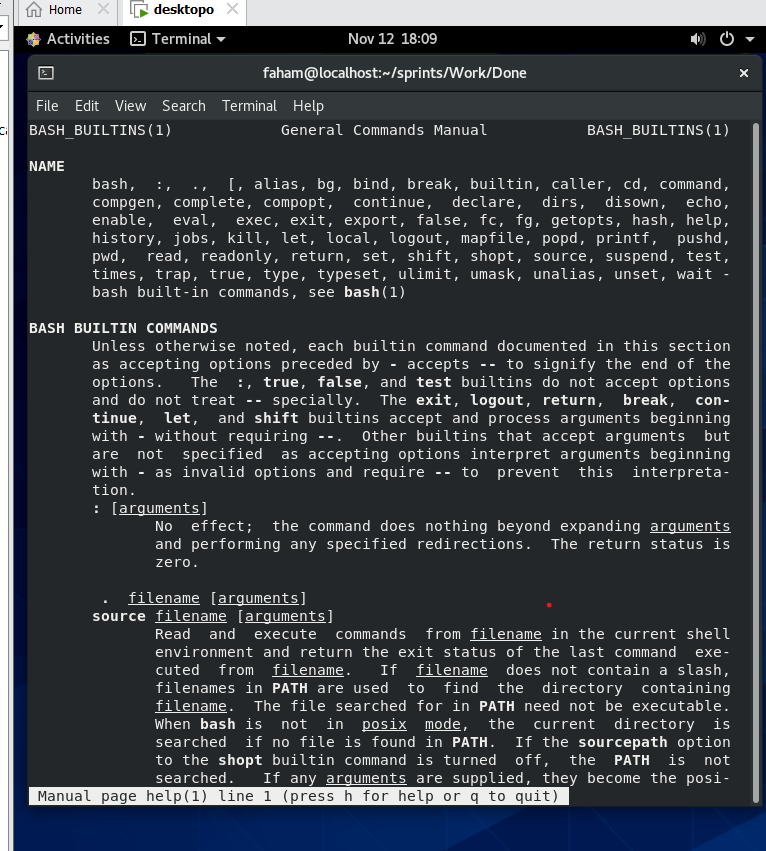 Home
desktopo
Activities
Terminal
Nov 12 18:09
faham@localhost:~/sprints/Work/Done
File Edit View Search Terminal Help
BASH_BUILTINS(1) General Commands Manual BASH_BUILTINS(1)
NAME
bash, :, ., [, alias, bg, bind, break, builtin, caller, cd, command,
compgen, complete, compopt, continue, declare, dirs, disown, echo,
enable, eval, exec, exit, export, false, fc, fg, getopts, hash, help,
history, jobs, kill, let, local, logout, mapfile, popd, printf, pushd,
pwd, read, readonly, return, set, shift, shopt, source, suspend, test,
times, trap, true, type, typeset, ulimit, umask, unalias, unset, wait -
bash built-in commands, see bash(1)
BASH BUILTIN COMMANDS
Unless otherwise noted, each builtin command documented in this section
as accepting options preceded by - accepts -- to signify the end of the
options. The :, true, false, and test builtins do not accept options
and do not treat -- specially. The exit, logout, return, break, con-
tinue, let, and shift builtins accept and process arguments beginning
with - without requiring --. Other builtins that accept arguments but
are not specified as accepting options interpret arguments beginning
with - as invalid options and require -- to prevent this interpreta-
tion.
: [arguments]
No effect; the command does nothing beyond expanding arguments
and performing any specified redirections. The return status is
zero.
. filename [arguments]
source filename [arguments]
Read and execute commands from filename in the current shell
environment and return the exit status of the last command exe-
cuted from filename. If filename does not contain a slash,
filenames in PATH are used to find the directory containing
filename. The file searched for in PATH need not be executable.
When bash is not in posix mode, the current directory is
searched if no file is found in PATH. If the sourcepath option
to the shopt builtin command is turned off, the PATH is not
searched. If any arguments are supplied, they become the posi-
Manual page help(1) line 1 (press h for help or q to quit)